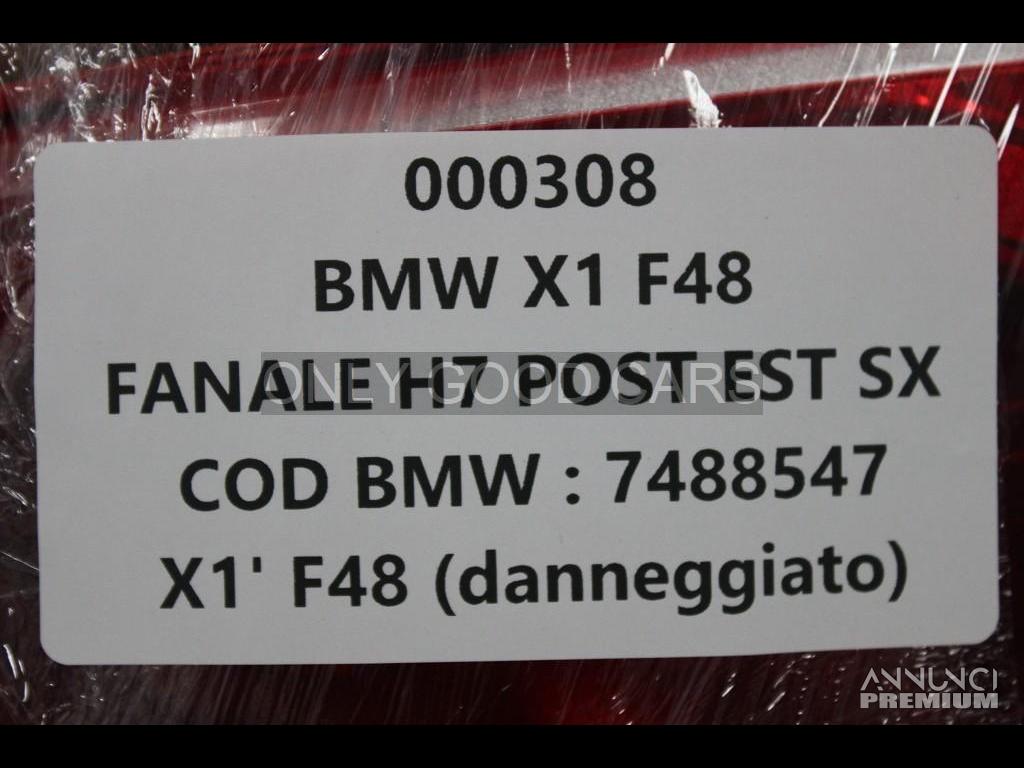 000308
BMW X1 F48
FANALE H7 POST EST SX
ONLY GOOD CARS
COD BMW : 7488547
X1' F48 (danneggiato)
ANNUNCI
PREMIUM